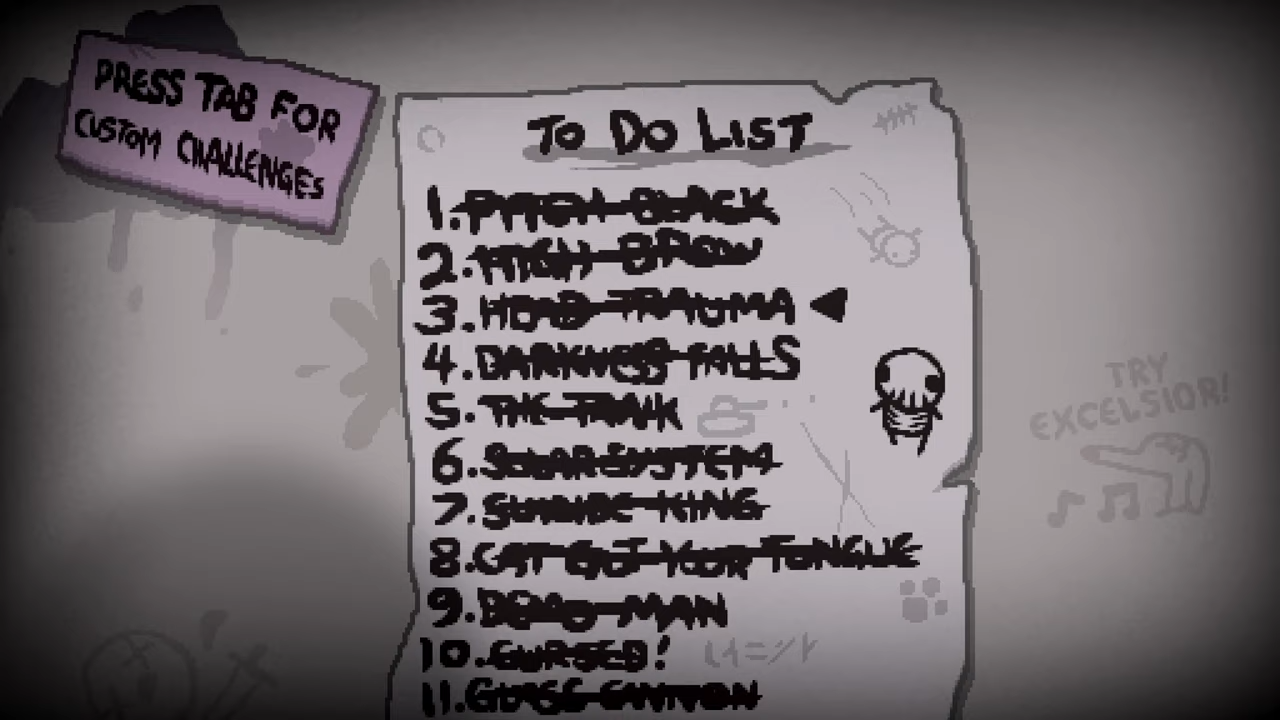 PRESS TAB FOR
CUSTOM CHALLENGES
TO DO LIST
1. PITCH BLACK
2. HIGH BROW
3. HEAD TRAUMA
4. DARKNESS FALLS
5. THE TANK
6. SOLAR SYSTEM
7. SUICIDE KING
8. CAT GOT YOUR TONGUE
9. DEMO MAN
10. CURSED!
11. GLASS CANNON
TRY
EXCELSIOR!